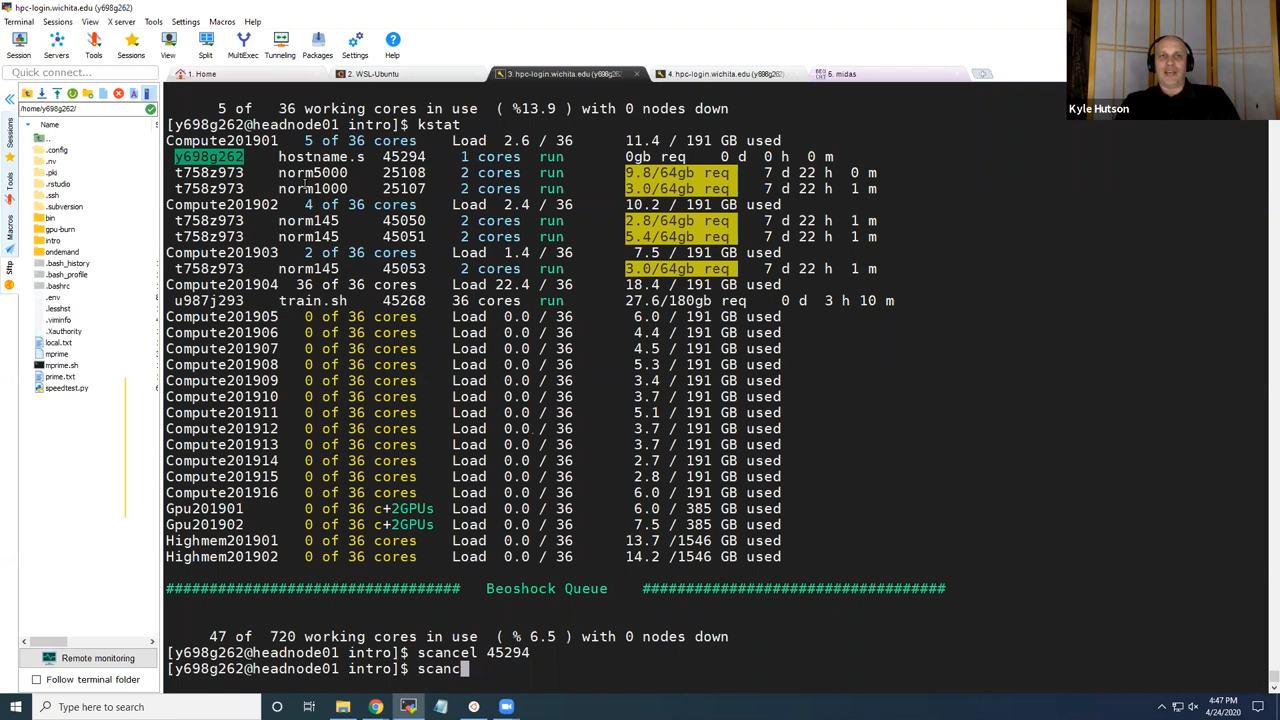 hpc-login.wichita.edu (y698g262)
Terminal Sessions View X server Tools Settings Macros Help
Session Servers Tools Sessions View Split MultiExec Tunneling Packages Settings Help
Quick connect...
1. Home
2. WSL-Ubuntu
3. hpc-login.wichita.edu (y698g262)
4. hpc-login.wichita.edu (y698g262)
5. midas
Kyle Hutson
/home/y698g262/
Name
..
.config
.nv
.pki
.rstudio
.ssh
.subversion
bin
gpu-burn
intro
ondemand
.bash_history
.bash_profile
.bashrc
.env
.lesshst
.viminfo
.Xauthority
local.txt
mprime
mprime.sh
prime.txt
speedtest.py
Sessions
Tools
Macros
Sftp
Remote monitoring
Follow terminal folder
5 of 36 working cores in use ( %13.9 ) with 0 nodes down
[y698g262@headnode01 intro]$ kstat
Compute201901 5 of 36 cores Load 2.6 / 36 11.4 / 191 GB used
y698g262 hostname.s 45294 1 cores run 0gb req 0 d 0 h 0 m
t758z973 norm5000 25108 2 cores run 9.8/64gb req 7 d 22 h 0 m
t758z973 norm1000 25107 2 cores run 3.0/64gb req 7 d 22 h 1 m
Compute201902 4 of 36 cores Load 2.4 / 36 10.2 / 191 GB used
t758z973 norm145 45050 2 cores run 2.8/64gb req 7 d 22 h 1 m
t758z973 norm145 45051 2 cores run 5.4/64gb req 7 d 22 h 1 m
Compute201903 2 of 36 cores Load 1.4 / 36 7.5 / 191 GB used
t758z973 norm145 45053 2 cores run 3.0/64gb req 7 d 22 h 1 m
Compute201904 36 of 36 cores Load 22.4 / 36 18.4 / 191 GB used
u987j293 train.sh 45268 36 cores run 27.6/180gb req 0 d 3 h 10 m
Compute201905 0 of 36 cores Load 0.0 / 36 6.0 / 191 GB used
Compute201906 0 of 36 cores Load 0.0 / 36 4.4 / 191 GB used
Compute201907 0 of 36 cores Load 0.0 / 36 4.5 / 191 GB used
Compute201908 0 of 36 cores Load 0.0 / 36 5.3 / 191 GB used
Compute201909 0 of 36 cores Load 0.0 / 36 3.4 / 191 GB used
Compute201910 0 of 36 cores Load 0.0 / 36 3.7 / 191 GB used
Compute201911 0 of 36 cores Load 0.0 / 36 5.1 / 191 GB used
Compute201912 0 of 36 cores Load 0.0 / 36 3.7 / 191 GB used
Compute201913 0 of 36 cores Load 0.0 / 36 3.7 / 191 GB used
Compute201914 0 of 36 cores Load 0.0 / 36 2.7 / 191 GB used
Compute201915 0 of 36 cores Load 0.0 / 36 2.8 / 191 GB used
Compute201916 0 of 36 cores Load 0.0 / 36 6.0 / 191 GB used
Gpu201901 0 of 36 c+2GPUs Load 0.0 / 36 6.0 / 385 GB used
Gpu201902 0 of 36 c+2GPUs Load 0.0 / 36 7.5 / 385 GB used
Highmem201901 0 of 36 cores Load 0.0 / 36 13.7 /1546 GB used
Highmem201902 0 of 36 cores Load 0.0 / 36 14.2 /1546 GB used
################################## Beoshock Queue ###################################
47 of 720 working cores in use ( % 6.5 ) with 0 nodes down
[y698g262@headnode01 intro]$ scancel 45294
[y698g262@headnode01 intro]$ scanc
Type here to search
4:47 PM
4/24/2020